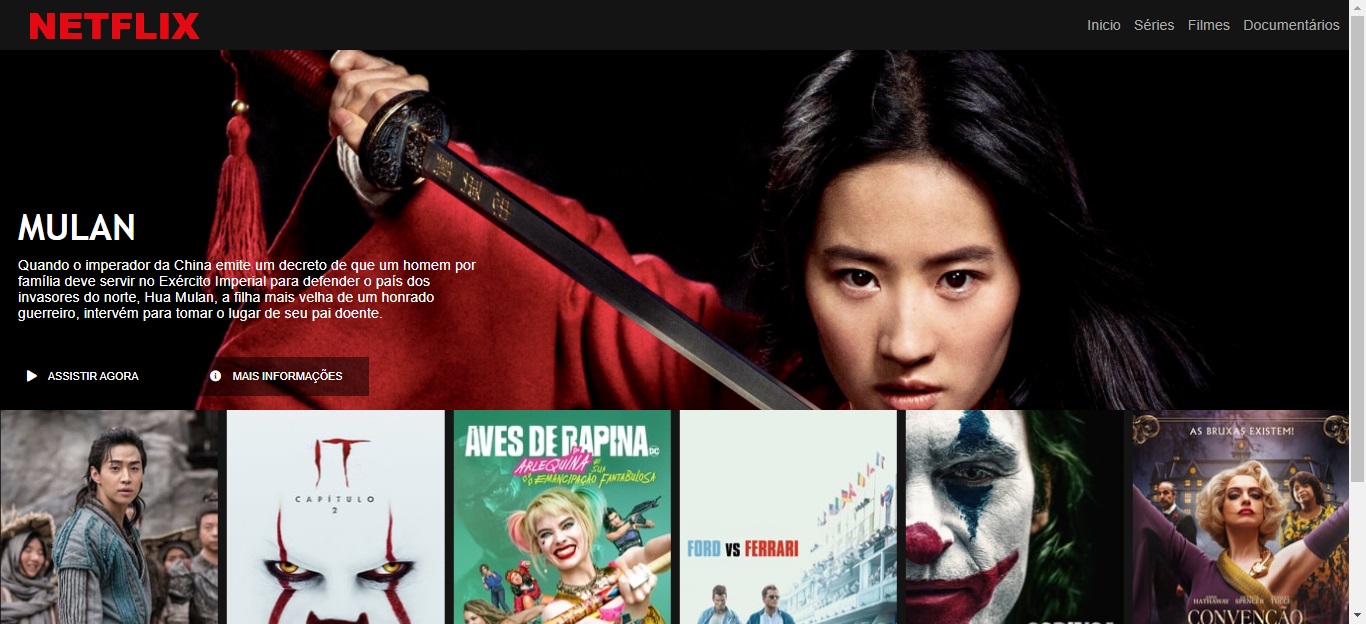 NETFLIX
Inicio Séries Filmes Documentários
MULAN
Quando o imperador da China emite um decreto de que um homem por
família deve servir no Exército Imperial para defender o país dos
invasores do norte, Hua Mulan, a filha mais velha de um honrado
guerreiro, intervém para tomar o lugar de seu pai doente.
ASSISTIR AGORA
MAIS INFORMAÇÕES
IT
CAPÍTULO
2
AVES DE RAPINA DC
ARLEQUINA E SUA
EMANCIPAÇÃO FANTABULOSA
FORD VS FERRARI
CORINGA
AS BRUXAS EXISTEM!
HATHAWAY SPENCER TUCCI
CONVENÇÃO